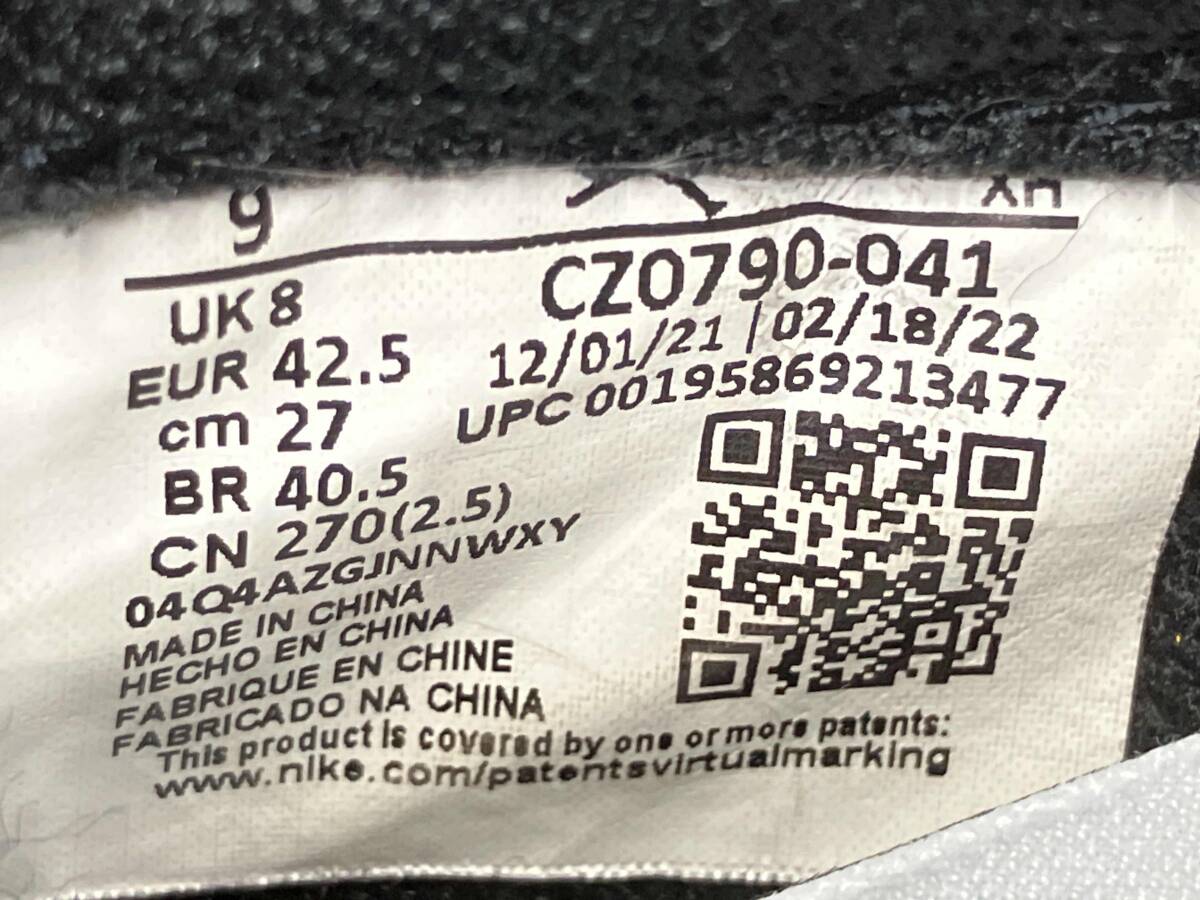 9 XH
UK 8
CZ0790-041
EUR 42.5
12/01/21 | 02/18/22
cm 27
UPC 00195869213477
BR 40.5
CN 270(2.5)
04Q4AZGJNNWXY
MADE IN CHINA
HECHO EN CHINA
FABRIQUE EN CHINE
FABRICADO NA CHINA
This product is covered by one or more patents:
www.nike.com/patentsvirtualmarking